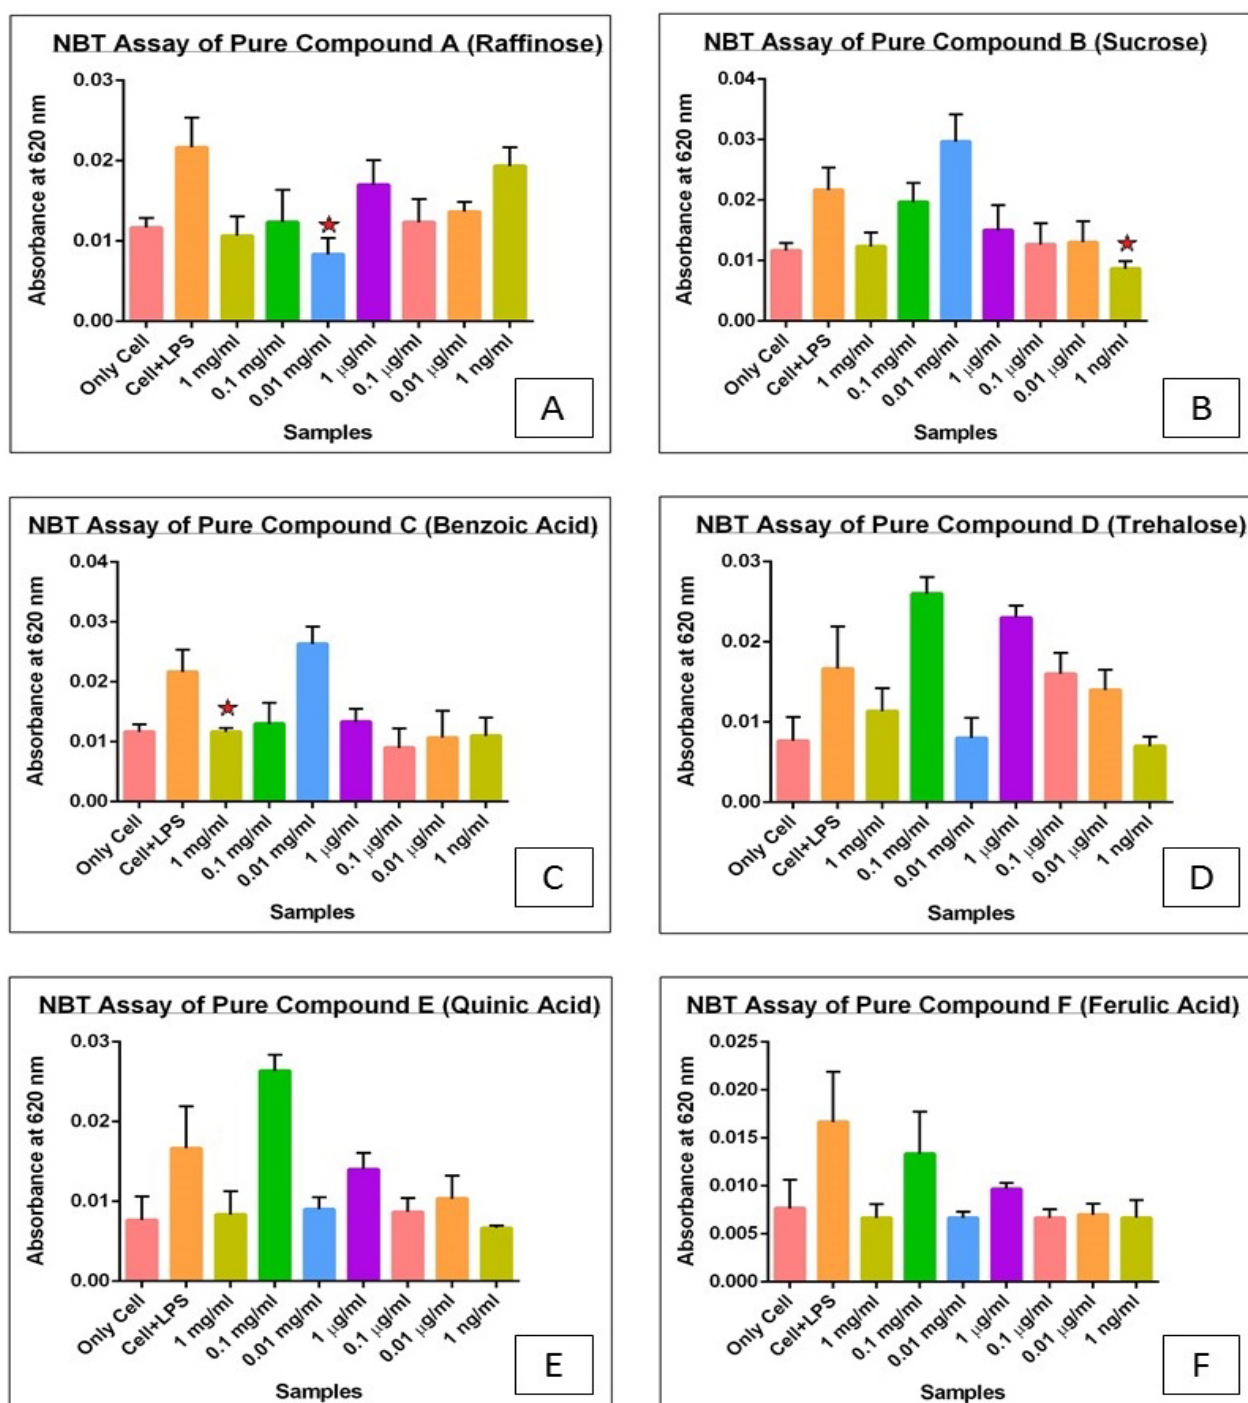 NBT Assay of Pure Compound A (Raffinose)
Absorbance at 620 nm
0.03
0.02
0.01
0.00
Only Cell
Cell+LPS
1 mg/ml
0.1 mg/ml
0.01 mg/ml
1 µg/ml
0.1 µg/ml
0.01 µg/ml
1 ng/ml
Samples
A
NBT Assay of Pure Compound B (Sucrose)
Absorbance at 620 nm
0.04
0.03
0.02
0.01
0.00
Only Cell
Cell+LPS
1 mg/ml
0.1 mg/ml
0.01 mg/ml
1 µg/ml
0.1 µg/ml
0.01 µg/ml
1 ng/ml
Samples
B
NBT Assay of Pure Compound C (Benzoic Acid)
Absorbance at 620 nm
0.04
0.03
0.02
0.01
0.00
Only Cell
Cell+LPS
1 mg/ml
0.1 mg/ml
0.01 mg/ml
1 µg/ml
0.1 µg/ml
0.01 µg/ml
1 ng/ml
Samples
C
NBT Assay of Pure Compound D (Trehalose)
Absorbance at 620 nm
0.03
0.02
0.01
0.00
Only Cell
Cell+LPS
1 mg/ml
0.1 mg/ml
0.01 mg/ml
1 µg/ml
0.1 µg/ml
0.01 µg/ml
1 ng/ml
Samples
D
NBT Assay of Pure Compound E (Quinic Acid)
Absorbance at 620 nm
0.03
0.02
0.01
0.00
Only Cell
Cell+LPS
1 mg/ml
0.1 mg/ml
0.01 mg/ml
1 µg/ml
0.1 µg/ml
0.01 µg/ml
1 ng/ml
Samples
E
NBT Assay of Pure Compound F (Ferulic Acid)
Absorbance at 620 nm
0.025
0.020
0.015
0.010
0.005
0.000
Only Cell
Cell+LPS
1 mg/ml
0.1 mg/ml
0.01 mg/ml
1 µg/ml
0.1 µg/ml
0.01 µg/ml
1 ng/ml
Samples
F